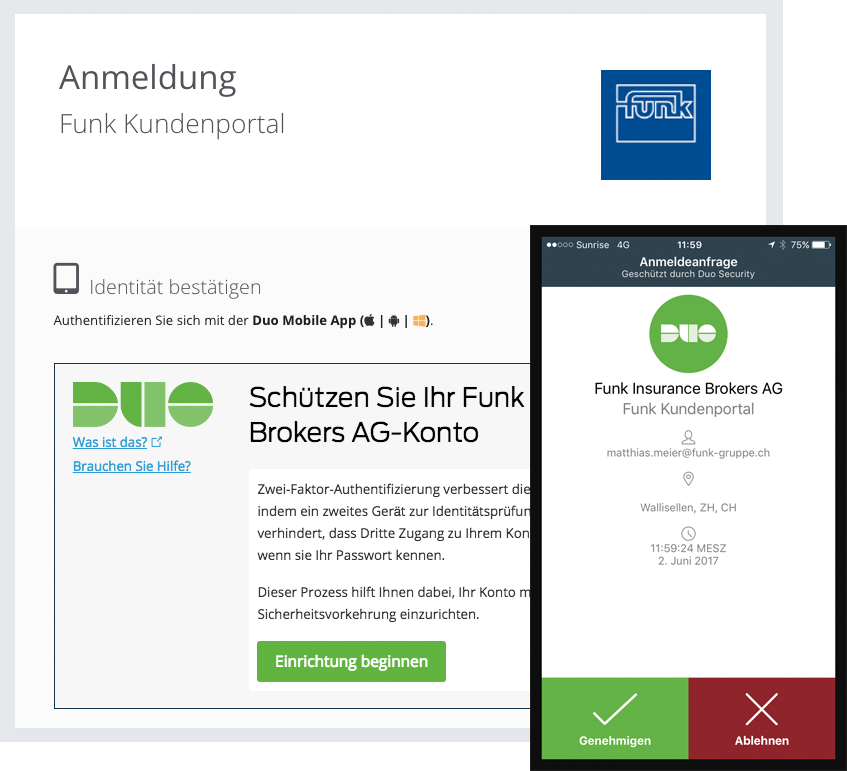 Anmeldung
Funk Kundenportal
funk
Identität bestätigen
Authentifizieren Sie sich mit der Duo Mobile App ( | | ).
DUO
Was ist das?
Brauchen Sie Hilfe?
Schützen Sie Ihr Funk
Brokers AG-Konto
Zwei-Faktor-Authentifizierung verbessert die
indem ein zweites Gerät zur Identitätsprüfun
verhindert, dass Dritte Zugang zu Ihrem Kon
wenn sie Ihr Passwort kennen.
Dieser Prozess hilft Ihnen dabei, Ihr Konto m
Sicherheitsvorkehrung einzurichten.
Einrichtung beginnen
Sunrise 4G 11:59 75%
Anmeldeanfrage
Geschützt durch Duo Security
DUO
Funk Insurance Brokers AG
Funk Kundenportal
matthias.meier@funk-gruppe.ch
Wallisellen, ZH, CH
11:59:24 MESZ
2. Juni 2017
Genehmigen
Ablehnen